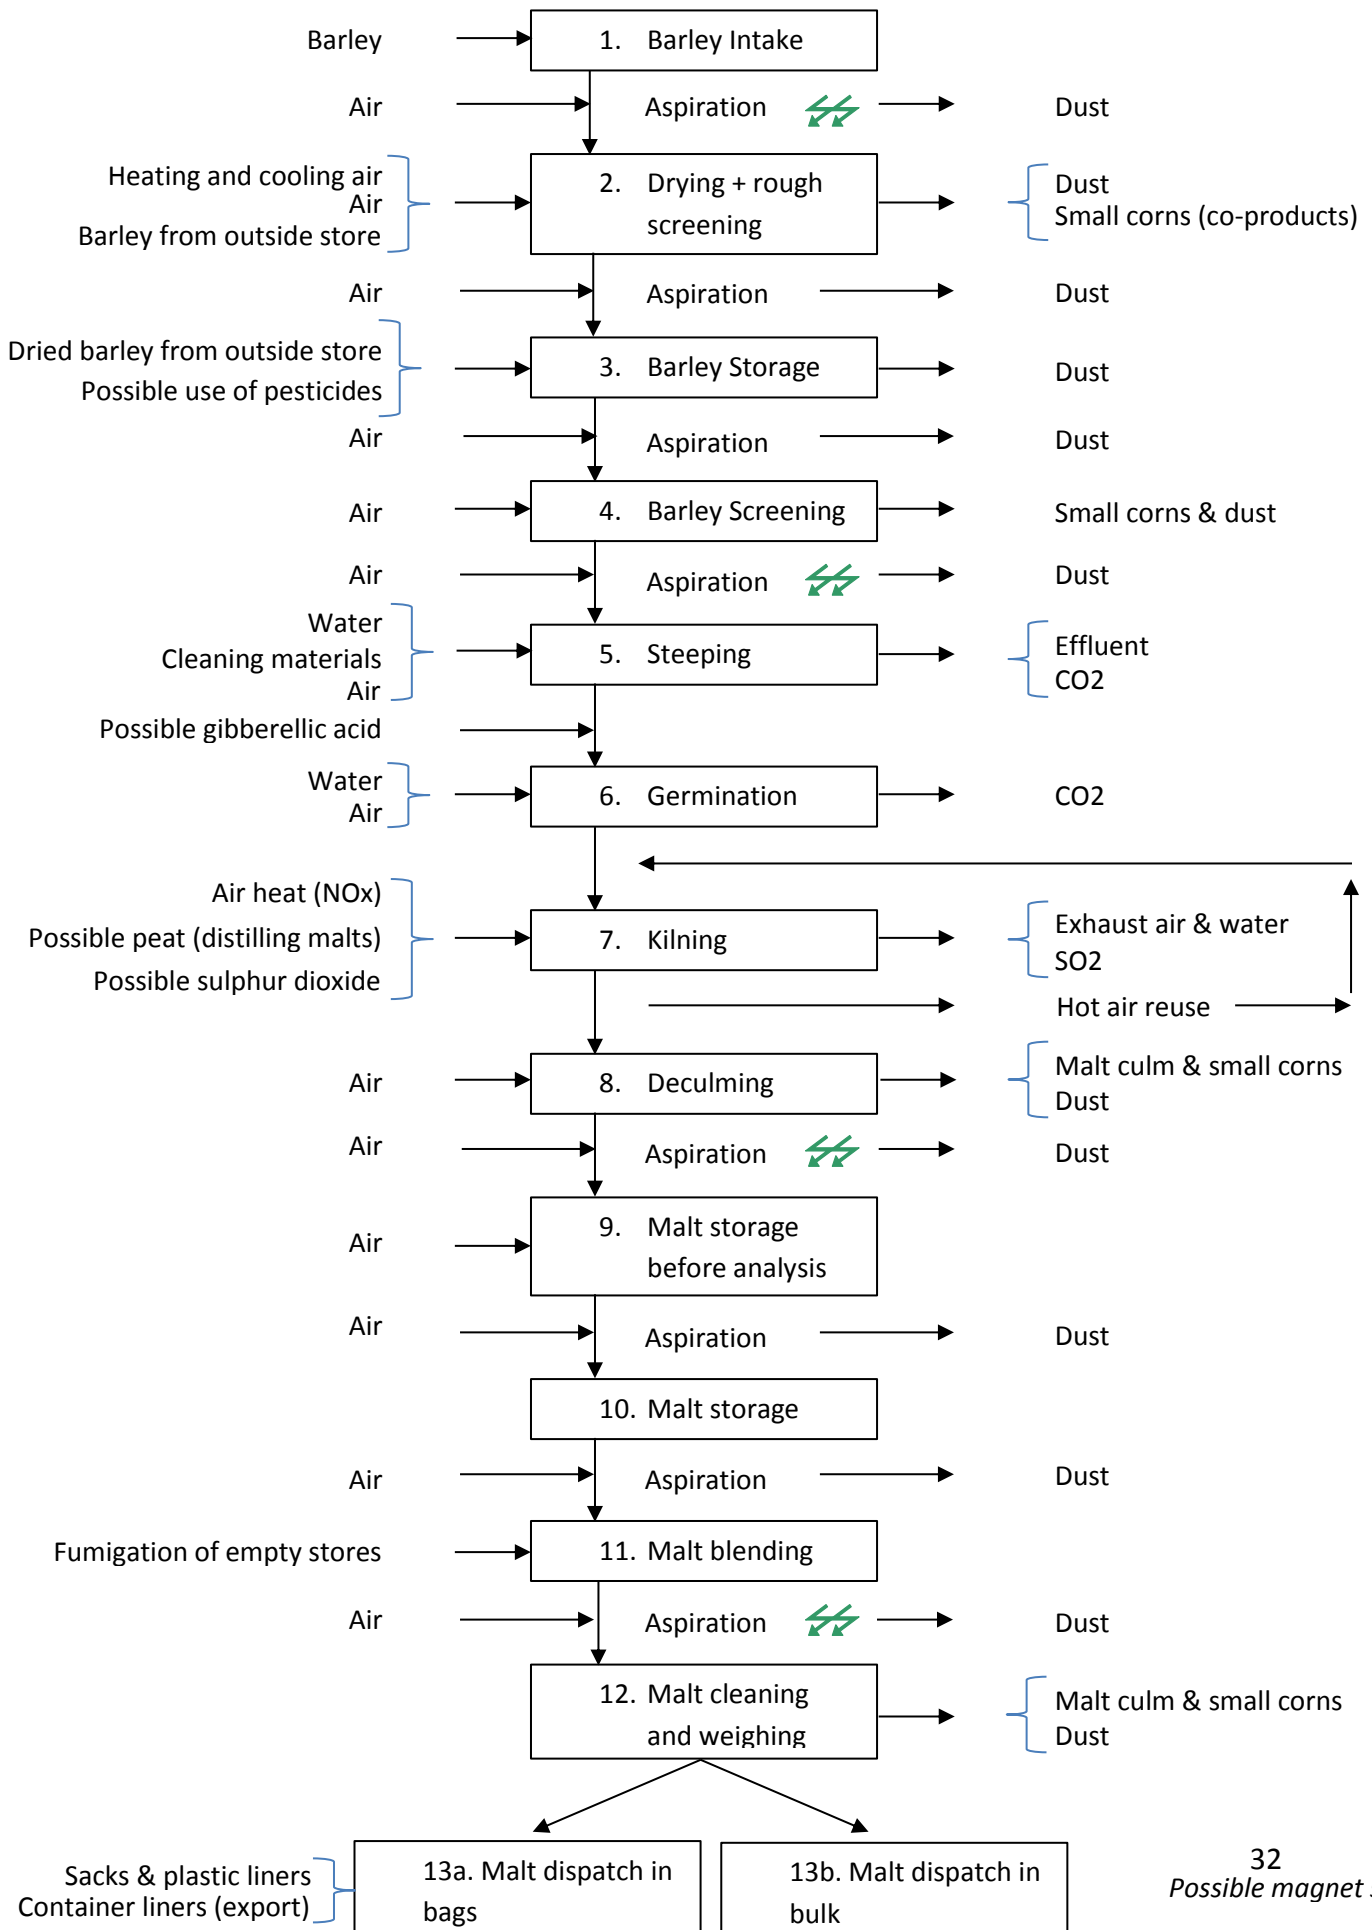 Barley
1. Barley Intake
Air
Aspiration
Dust
Heating and cooling air
Air
Barley from outside store
2. Drying + rough
screening
Dust
Small corns (co-products)
Air
Aspiration
Dust
Dried barley from outside store
Possible use of pesticides
3. Barley Storage
Dust
Air
Aspiration
Dust
Air
4. Barley Screening
Small corns & dust
Air
Aspiration
Dust
Water
Cleaning materials
Air
5. Steeping
Effluent
CO2
Possible gibberellic acid
Water
Air
6. Germination
CO2
Air heat (NOx)
Possible peat (distilling malts)
Possible sulphur dioxide
7. Kilning
Exhaust air & water
SO2
Hot air reuse
Air
8. Deculming
Malt culm & small corns
Dust
Air
Aspiration
Dust
Air
9. Malt storage
before analysis
Air
Aspiration
Dust
10. Malt storage
Air
Aspiration
Dust
Fumigation of empty stores
11. Malt blending
Air
Aspiration
Dust
12. Malt cleaning
and weighing
Malt culm & small corns
Dust
Sacks & plastic liners
Container liners (export)
13a. Malt dispatch in
bags
13b. Malt dispatch in
bulk
32
Possible magnet